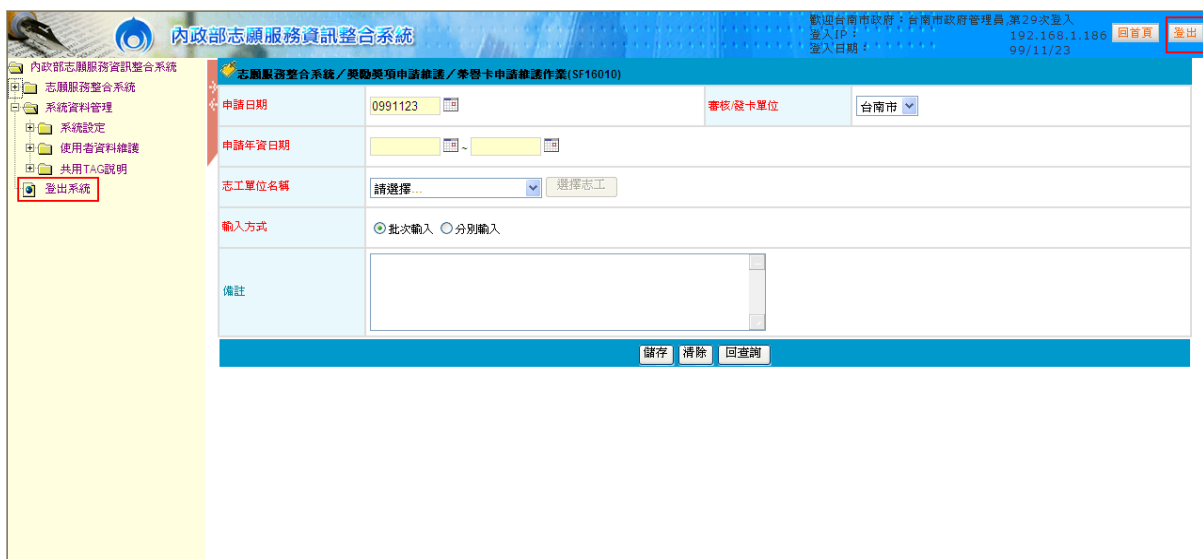 內政部志願服務資訊整合系統
歡迎台南市政府：台南市政府管理員,第29次登入
登入IP： 192.168.1.186
登入日期： 99/11/23
回首頁 登出
內政部志願服務資訊整合系統
志願服務整合系統
系統資料管理
系統設定
使用者資料維護
共用TAG說明
登出系統
志願服務整合系統／獎勵獎項申請維護／榮譽卡申請維護作業(SF16010)
申請日期 0991123 審核/發卡單位 台南市
申請年資日期 ~
志工單位名稱 請選擇... 選擇志工
輸入方式 批次輸入 分別輸入
備註
儲存 清除 回查詢